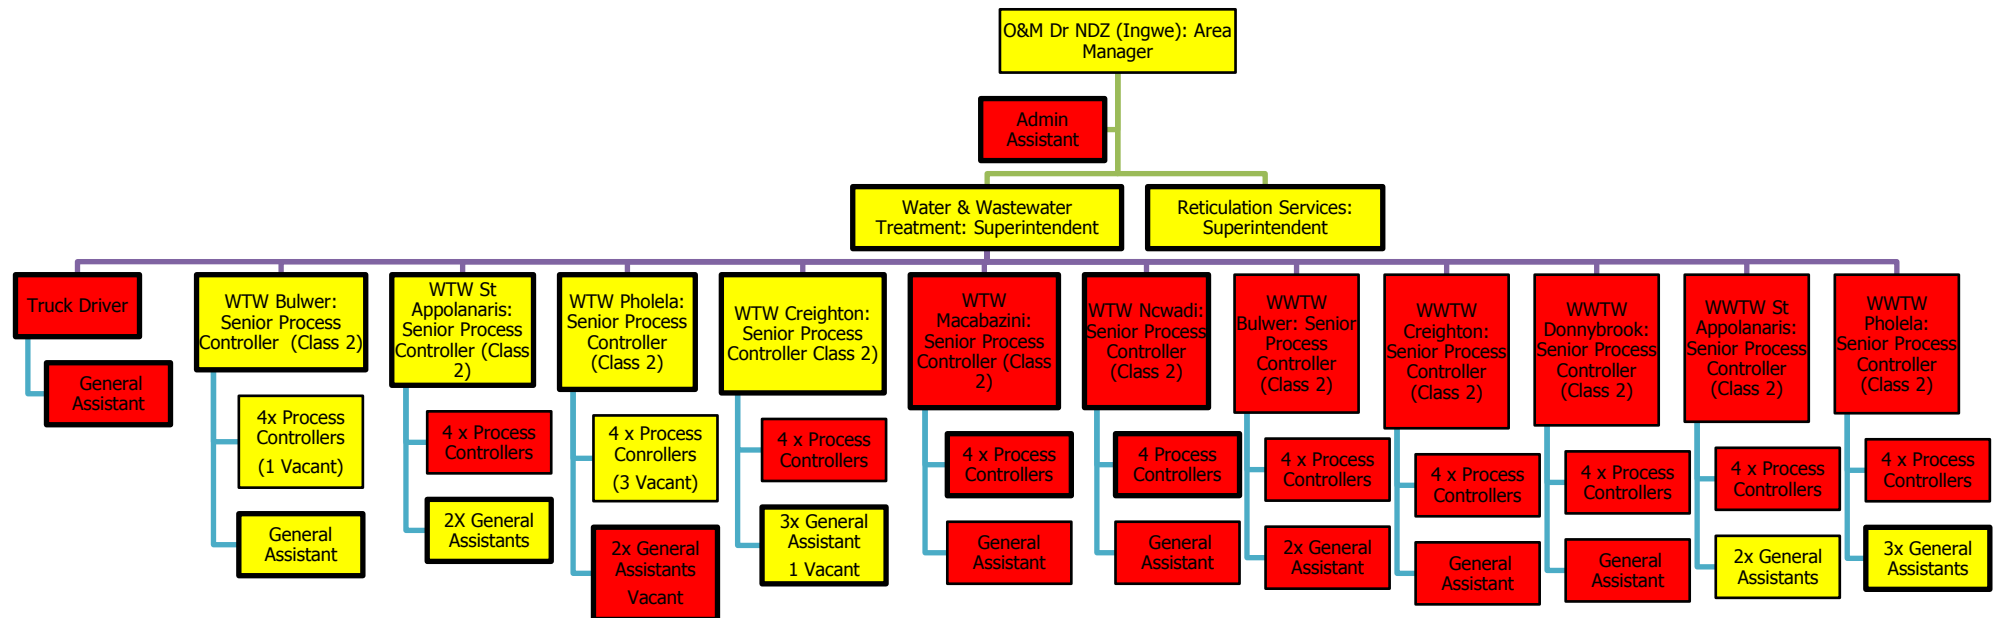 O&M Dr NDZ (Ingwe): Area
Manager
Admin
Assistant
Water & Wastewater
Treatment: Superintendent
Reticulation Services:
Superintendent
Truck Driver
General
Assistant
WTW Bulwer:
Senior Process
Controller (Class 2)
4x Process
Controllers
(1 Vacant)
General
Assistant
WTW St
Appolanaris:
Senior Process
Controller (Class
2)
4 x Process
Controllers
2X General
Assistants
WTW Pholela:
Senior Process
Controller
(Class 2)
4 x Process
Conrollers
(3 Vacant)
2x General
Assistants
Vacant
WTW Creighton:
Senior Process
Controller Class 2)
4 x Process
Controllers
3x General
Assistant
1 Vacant
WTW
Macabazini:
Senior Process
Controller (Class
2)
4 x Process
Controllers
General
Assistant
WTW Ncwadi:
Senior Process
Controller
(Class 2)
4 Process
Controllers
General
Assistant
WWTW
Bulwer: Senior
Process
Controller
(Class 2)
4 x Process
Controllers
2x General
Assistant
WWTW
Creighton:
Senior Process
Controller
(Class 2)
4 x Process
Controllers
General
Assistant
WWTW
Donnybrook:
Senior Process
Controller
(Class 2)
4 x Process
Controllers
General
Assistant
WWTW St
Appolanaris:
Senior Process
Controller
(Class 2)
4 x Process
Controllers
2x General
Assistants
WWTW
Pholela:
Senior Process
Controller
(Class 2)
4 x Process
Controllers
3x General
Assistants